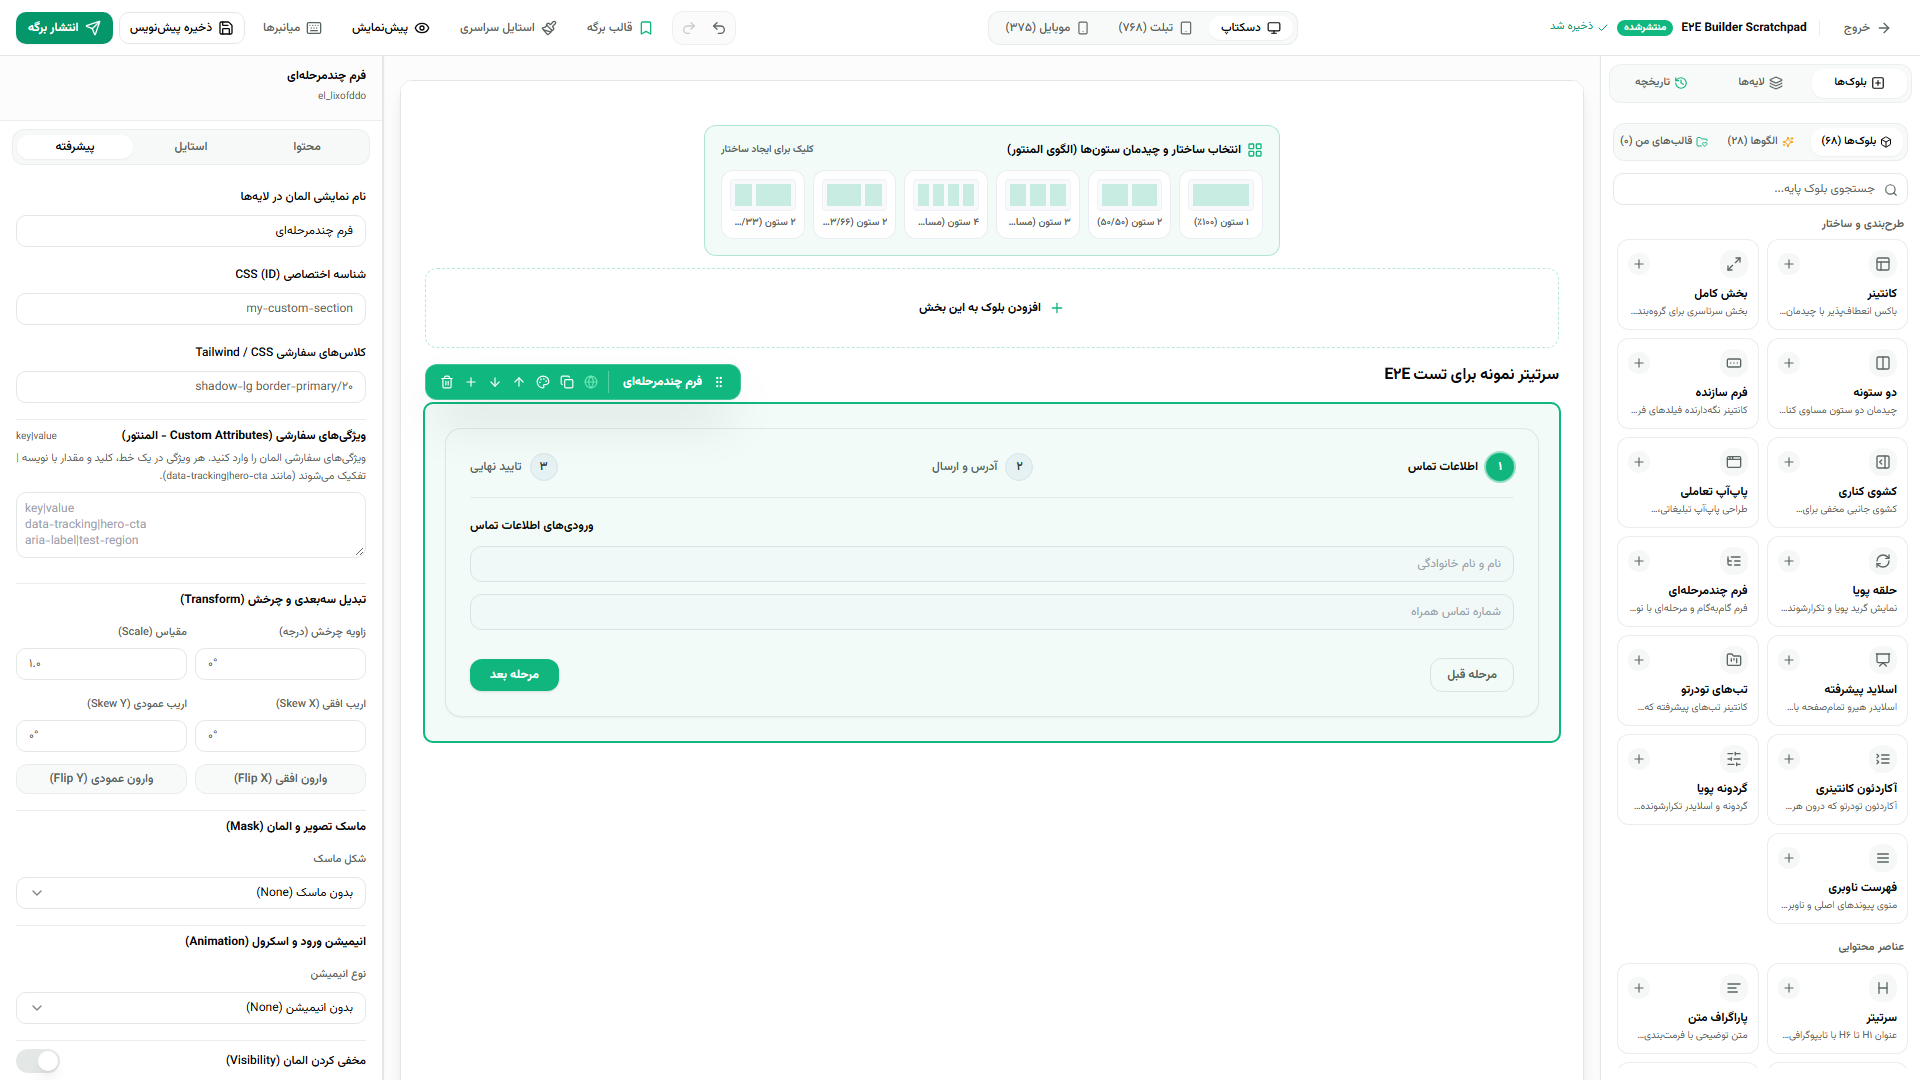 خروج
E۲E Builder Scratchpad
منتشرشده
ذخیره شد
دسکتاپ
تبلت (۷۶۸)
موبایل (۳۷۵)
قالب برگه
استایل سراسری
پیش‌نمایش
میانبرها
ذخیره پیش‌نویس
انتشار برگه
بلوک‌ها
لایه‌ها
تاریخچه
بلوک‌ها (۶۸)
الگوها (۲۸)
قالب‌های من (۰)
جستجوی بلوک پایه...
طرح‌بندی و ساختار
کانتینر
باکس انعطاف‌پذیر با چیدمان...
بخش کامل
بخش سرتاسری برای گروه‌بند...
دو ستونه
چیدمان دو ستون مساوی کنا...
فرم سازنده
کانتینر نگه‌دارنده فیلدهای فر...
کشوی کناری
کشوی جانبی مخفی برای...
پاپ‌آپ تعاملی
طراحی پاپ‌آپ تبلیغاتی،...
حلقه پویا
نمایش گرید پویا و تکرارشوند...
فرم چندمرحله‌ای
فرم گام‌به‌گام و مرحله‌ای با نو...
اسلاید پیشرفته
اسلایدر هیرو تمام‌صفحه با...
تب‌های تودرتو
کانتینر تب‌های پیشرفته که...
آکاردئون کانتینری
آکاردئون تودرتو که درون هر...
گردونه پویا
گردونه و اسلایدر تکرارشونده...
فهرست ناوبری
منوی پیوندهای اصلی و ناوبر...
عناصر محتوایی
سرتیتر
عنوان H۱ تا H۶ با تایپوگرافی...
پاراگراف متن
متن توضیحی با فرمت‌بندی...
انتخاب ساختار و چیدمان ستون‌ها (الگوی المنتور)
کلیک برای ایجاد ساختار
۱ ستون (۱۰۰٪)
۲ ستون (۵۰/۵۰)
۳ ستون (مسا...
۴ ستون (مسا...
۲ ستون (۳/۶۶...
۲ ستون (۳۳/...
افزودن بلوک به این بخش
سرتیتر نمونه برای تست E۲E
فرم چندمرحله‌ای
۱ اطلاعات تماس
۲ آدرس و ارسال
۳ تایید نهایی
ورودی‌های اطلاعات تماس
نام و نام خانوادگی
شماره تماس همراه
مرحله قبل
مرحله بعد
فرم چندمرحله‌ای
el_lixofddo
محتوا
استایل
پیشرفته
نام نمایشی المان در لایه‌ها
فرم چندمرحله‌ای
شناسه اختصاصی CSS (ID)
my-custom-section
کلاس‌های سفارشی Tailwind / CSS
shadow-lg border-primary/۲۰
ویژگی‌های سفارشی (Custom Attributes - المنتور)
key|value
ویژگی‌های سفارشی المان را وارد کنید. هر ویژگی در یک خط، کلید و مقدار با نویسه |
تفکیک می‌شوند (مانند data-tracking|hero-cta).
key|value
data-tracking|hero-cta
aria-label|test-region
تبدیل سه‌بعدی و چرخش (Transform)
زاویه چرخش (درجه)
مقیاس (Scale)
۰°
۱.۰
اریب افقی (Skew X)
اریب عمودی (Skew Y)
۰°
۰°
وارون افقی (Flip X)
وارون عمودی (Flip Y)
ماسک تصویر و المان (Mask)
شکل ماسک
بدون ماسک (None)
انیمیشن ورود و اسکرول (Animation)
نوع انیمیشن
بدون انیمیشن (None)
مخفی کردن المان (Visibility)